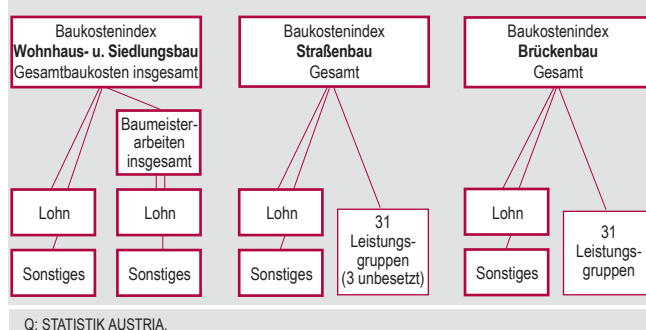 Baukostenindex
Wohnhaus- u. Siedlungsbau
Gesamtbaukosten insgesamt
Baumeister-
arbeiten
insgesamt
Lohn
Lohn
Sonstiges
Sonstiges
Baukostenindex
Straßenbau
Gesamt
Lohn
Sonstiges
31
Leistungs-
gruppen
(3 unbesetzt)
Baukostenindex
Brückenbau
Gesamt
Lohn
Sonstiges
31
Leistungs-
gruppen
Q: STATISTIK AUSTRIA.